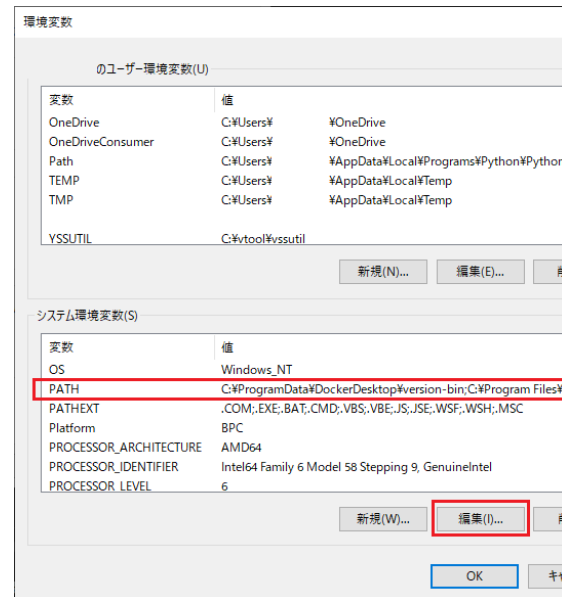 環境変数
のユーザー環境変数(U)
変数 値
OneDrive C:¥Users¥ ¥OneDrive
OneDriveConsumer C:¥Users¥ ¥OneDrive
Path C:¥Users¥ ¥AppData¥Local¥Programs¥Python¥Python
TEMP C:¥Users¥ ¥AppData¥Local¥Temp
TMP C:¥Users¥ ¥AppData¥Local¥Temp
YSSUTIL C:¥vtool¥vssutil
新規(N)... 編集(E)...
システム環境変数(S)
変数 値
OS Windows_NT
PATH C:¥ProgramData¥DockerDesktop¥version-bin;C:¥Program Files¥
PATHEXT .COM;.EXE;.BAT;.CMD;.VBS;.VBE;.JS;.JSE;.WSF;.WSH;.MSC
Platform BPC
PROCESSOR_ARCHITECTURE AMD64
PROCESSOR_IDENTIFIER Intel64 Family 6 Model 58 Stepping 9, GenuineIntel
PROCESSOR_LEVEL 6
新規(W)... 編集(I)...
OK キ